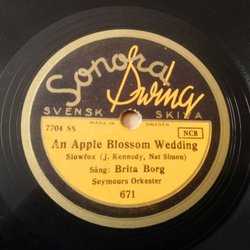 Sonora
Swing
SVENSK SKIVA
MADE IN SWEDEN
7704 SS
NCB
An Apple Blossom Wedding
Slowfox (J. Kennedy, Nat Simon)
Sång: Brita Borg
Seymours Orkester
671